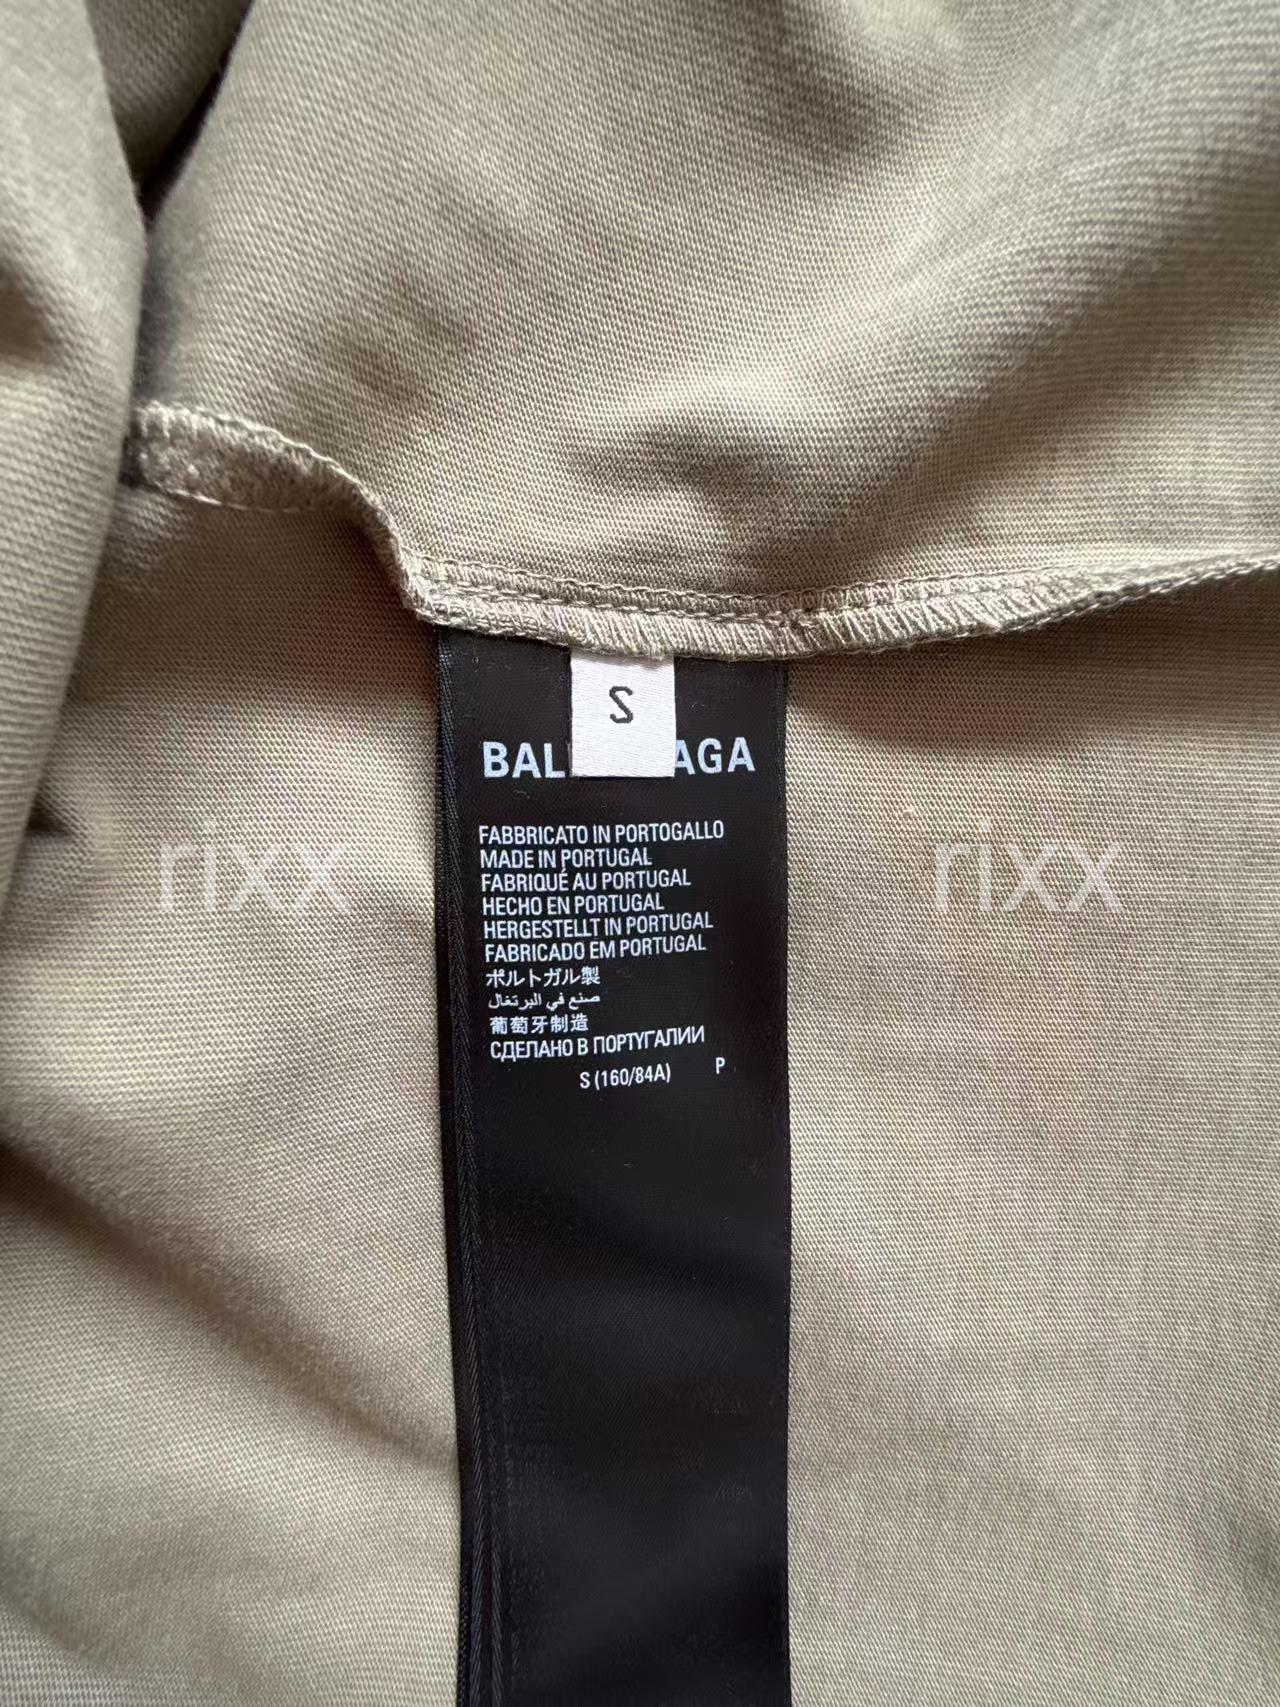 S
BAL AGA
FABBRICATO IN PORTOGALLO
MADE IN PORTUGAL
FABRIQUÉ AU PORTUGAL
HECHO EN PORTUGAL
HERGESTELLT IN PORTUGAL
FABRICADO EM PORTUGAL
ポルトガル製
صنع في البرتغال
葡萄牙制造
СДЕЛАНО В ПОРТУГАЛИИ
S (160/84A) P
rixx rixx